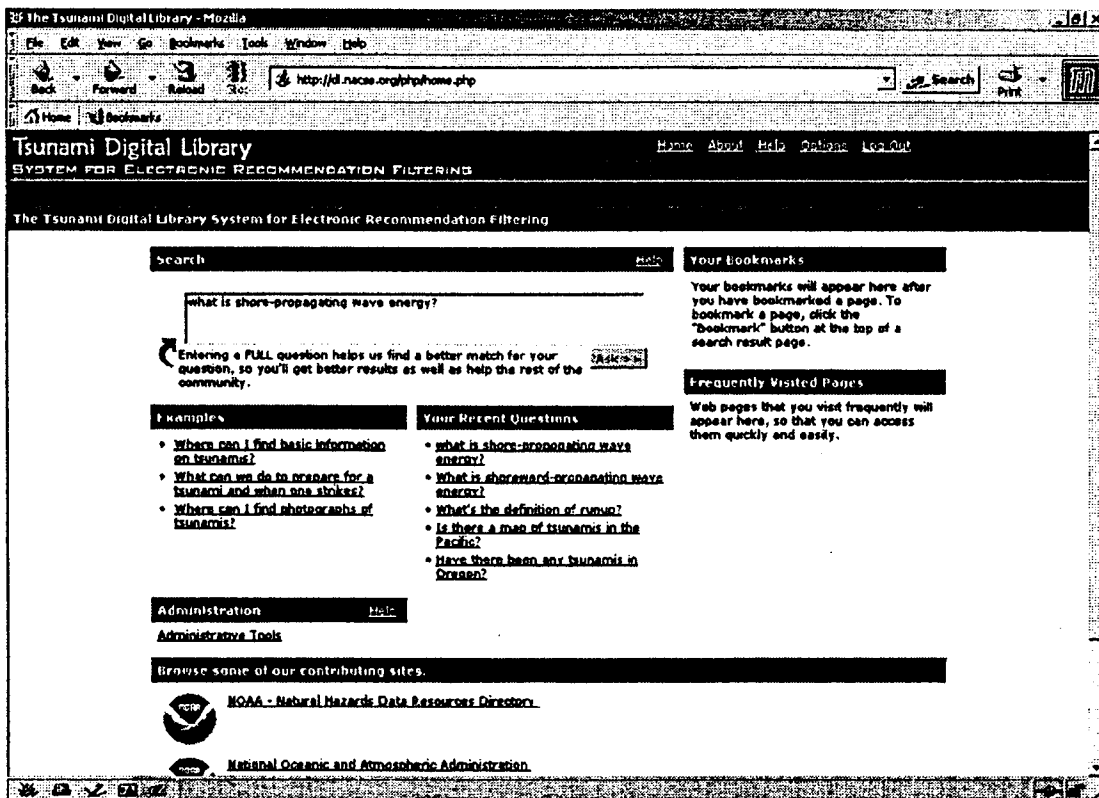 The Tsunami Digital Library - Mozilla
File Edit View Go Bookmarks Tools Window Help
Back Forward Reload Stop http://dl.nacse.org/php/home.php Search Print
Home Bookmarks
Tsunami Digital Library
Home About Help Options Log Out
SYSTEM FOR ELECTRONIC RECOMMENDATION FILTERING
The Tsunami Digital Library System for Electronic Recommendation Filtering
Search Help
what is shore-propagating wave energy?
Entering a FULL question helps us find a better match for your
question, so you'll get better results as well as help the rest of the
community.
Ask =>
Your Bookmarks
Your bookmarks will appear here after
you have bookmarked a page. To
bookmark a page, click the
"Bookmark" button at the top of a
search result page.
Frequently Visited Pages
Web pages that you visit frequently will
appear here, so that you can access
them quickly and easily.
Examples
Where can I find basic information
on tsunamis?
What can we do to prepare for a
tsunami and when one strikes?
Where can I find photographs of
tsunamis?
Your Recent Questions
what is shore-propagating wave
energy?
What is shoreward-propagating wave
energy?
What's the definition of runup?
Is there a map of tsunamis in the
Pacific?
Have there been any tsunamis in
Oregon?
Administration Help
Administrative Tools
Browse some of our contributing sites.
NOAA
NOAA - Natural Hazards Data Resources Directory
National Oceanic and Atmospheric Administration